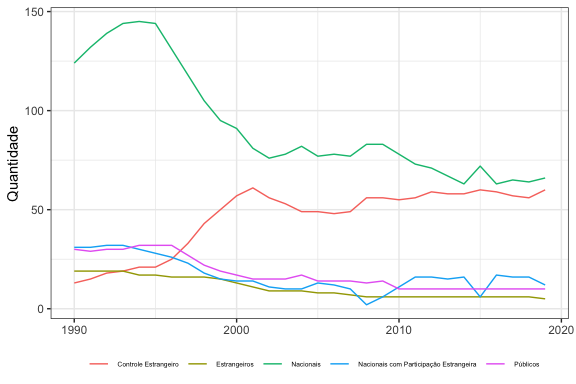 150
100
50
0
Quantidade
1990
2000
2010
2020
Controle Estrangeiro
Estrangeiros
Nacionais
Nacionais com Participação Estrangeira
Públicos